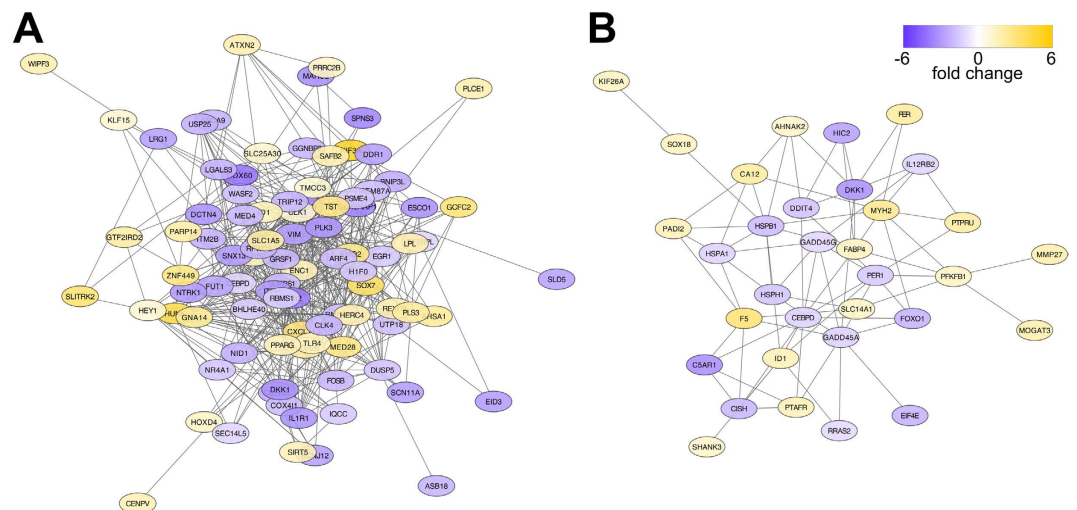 A
B
-6 0 6
fold change
ATXN2
WIPF3
PRRC2B
PLCE1
KLF15
SPNS3
USP25
LRG1
SLC25A30
SAFB2
DDR1
LGALS3
TMCC3
WASF2
TRIP12
PSME4
TST
ESCO1
GCFC2
DCTN4
MED4
PLK3
VIM
PARP14
GTF2IRD2
SLC1A5
LPL
EGR1
SNX13
GRSF1
ARF4
H1F0
ENC1
ZNF449
SLD5
NTRK1
FUT1
SOX7
SLITRK2
RBMS1
HEY1
GNA14
BHLHE40
HERC4
PLS3
CLK4
UTP18
PPARG
TLR4
MED28
NID1
NR4A1
DUSP5
FOSB
DKK1
SCN11A
EID3
COX4I1
IL1R1
IQCC
HOXD4
SEC14L5
SIRT5
ASB18
CENPV
KIF26A
FER
AHNAK2
HIC2
SOX18
IL12RB2
CA12
DKK1
DDIT4
MYH2
PTPRU
PADI2
HSPB1
GADD45G
HSPA1
FABP4
MMP27
PER1
PFKFB1
HSPH1
SLC14A1
F5
CEBPD
FOXO1
GADD45A
MOGAT3
ID1
C5AR1
CISH
PTAFR
EIF4E
RRAS2
SHANK3